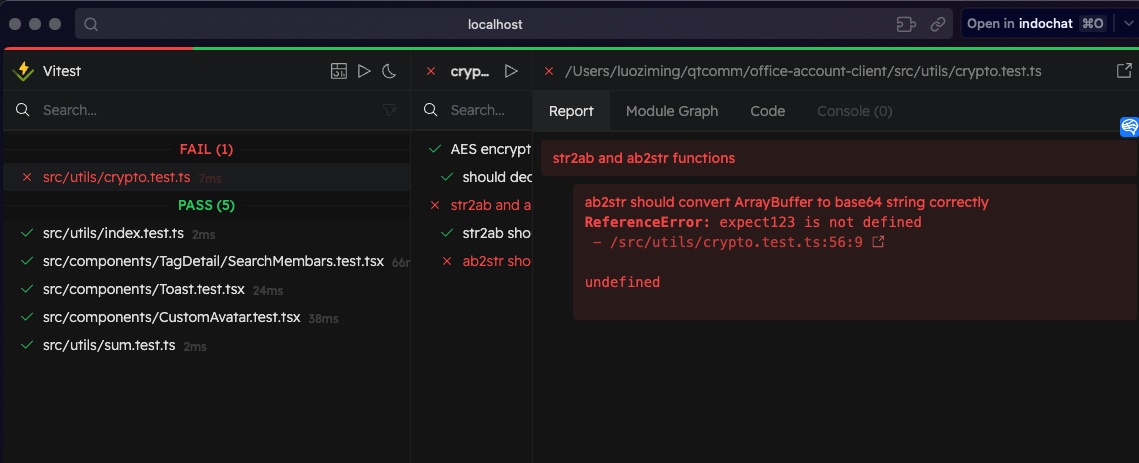 localhost
Open in indochat ⌘O
Vitest
Search...
FAIL (1)
src/utils/crypto.test.ts 7ms
PASS (5)
src/utils/index.test.ts 2ms
src/components/TagDetail/SearchMembars.test.tsx 66m
src/components/Toast.test.tsx 24ms
src/components/CustomAvatar.test.tsx 38ms
src/utils/sum.test.ts 2ms
cryp...
Search...
AES encrypt
should dec
str2ab and a
str2ab sho
ab2str sho
/Users/luoziming/qtcomm/office-account-client/src/utils/crypto.test.ts
Report Module Graph Code Console (0)
str2ab and ab2str functions
ab2str should convert ArrayBuffer to base64 string correctly
ReferenceError: expect123 is not defined
– /src/utils/crypto.test.ts:56:9
undefined